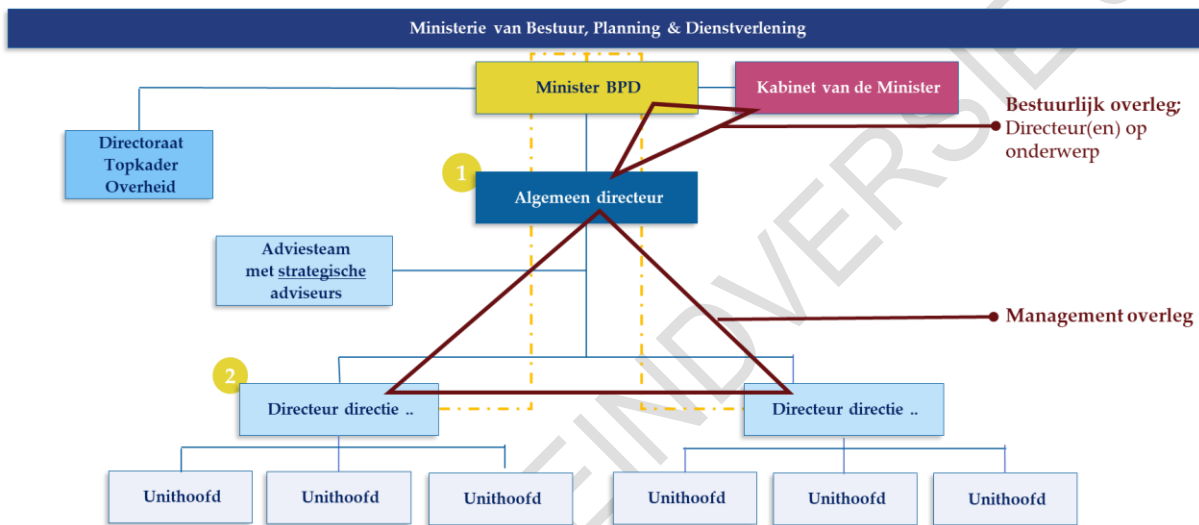 Ministerie van Bestuur, Planning & Dienstverlening
Minister BPD
Kabinet van de Minister
Bestuurlijk overleg;
Directeur(en) op
onderwerp
Directoraat
Topkader
Overheid
1
Algemeen directeur
Adviesteam
met strategische
adviseurs
Management overleg
2
Directeur directie ..
Directeur directie ..
Unithoofd
Unithoofd
Unithoofd
Unithoofd
Unithoofd
Unithoofd
EINDVERSIE